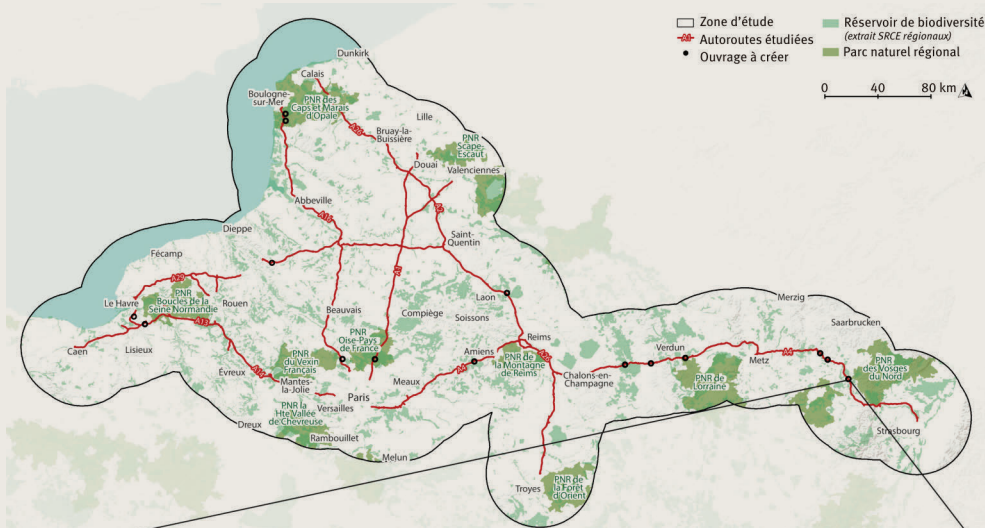 Zone d'étude
Autoroutes étudiées
Ouvrage à créer
Réservoir de biodiversité
(extrait SRCE régionaux)
Parc naturel régional
0 40 80 km
Dunkirk
Calais
Boulogne-
sur-Mer
PNR des
Caps et Marais
d'Opale
Lille
A26
Bruay-la-
Buissière
PNR
Scape-
Escaut
Douai
Valenciennes
Abbeville
A16
A2
Dieppe
Saint-
Quentin
Fécamp
A29
A1
Le Havre
PNR
Boucles de la
Seine Normandie
Rouen
Laon
Merzig
Beauvais
Compiège
Soissons
Saarbrucken
A13
Caen
Lisieux
PNR
Oise-Pays
de France
Reims
Verdun
Amiens
A26
Metz
A4
PNR
du Vexin
Français
PNR de
la Montagne
de Reims
PNR
des Vosges
du Nord
Évreux
A4
Chalons-en-
Champagne
PNR de
Lorraine
Mantes-
la-Jolie
Meaux
Paris
PNR la
Hte Vallée
de Chevreuse
Versailles
Dreux
Strasbourg
Rambouillet
Melun
Troyes
PNR
de la Forêt
d'Orient